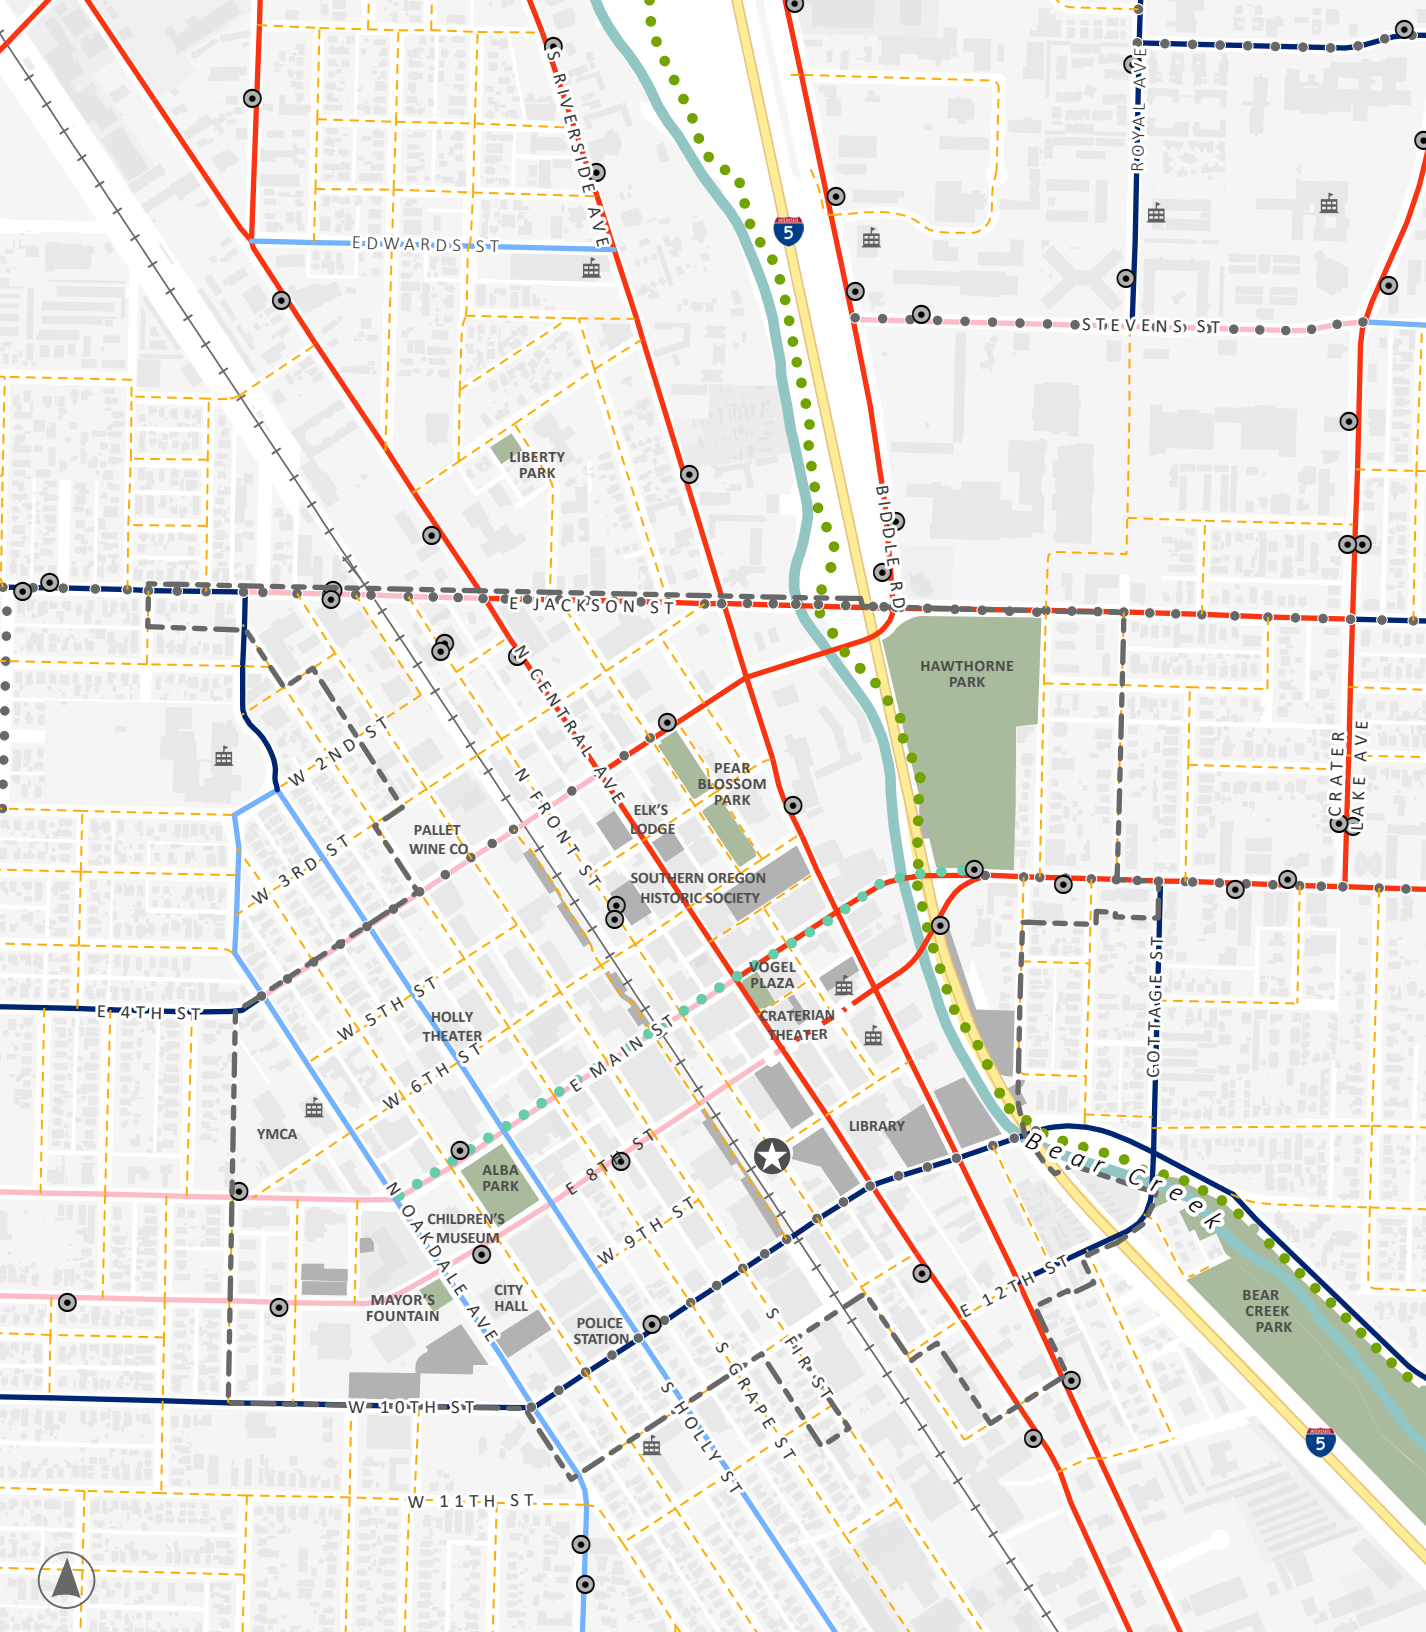 S RIVERSIDE AVE
ROYAL AVE
INTERSTATE
5
EDWARDS ST
STEVENS ST
LIBERTY
PARK
BIDDLE RD
E JACKSON ST
HAWTHORNE
PARK
N CENTRAL AVE
W 2ND ST
CRATER
LAKE AVE
PEAR
BLOSSOM
PARK
N FRONT ST
ELK'S
LODGE
PALLET
WINE CO
W 3RD ST
SOUTHERN OREGON
HISTORIC SOCIETY
VOGEL
PLAZA
COTTAGE ST
W 5TH ST
E 4TH ST
HOLLY
THEATER
CRATERIAN
THEATER
E MAIN ST
W 6TH ST
YMCA
LIBRARY
Bear Creek
E 8TH ST
ALBA
PARK
N OAKDALE AVE
CHILDREN'S
MUSEUM
W 9TH ST
E 12TH ST
MAYOR'S
FOUNTAIN
CITY
HALL
BEAR
CREEK
PARK
POLICE
STATION
S FIR ST
S GRAPE ST
S HOLLY ST
W 10TH ST
INTERSTATE
5
W 11TH ST